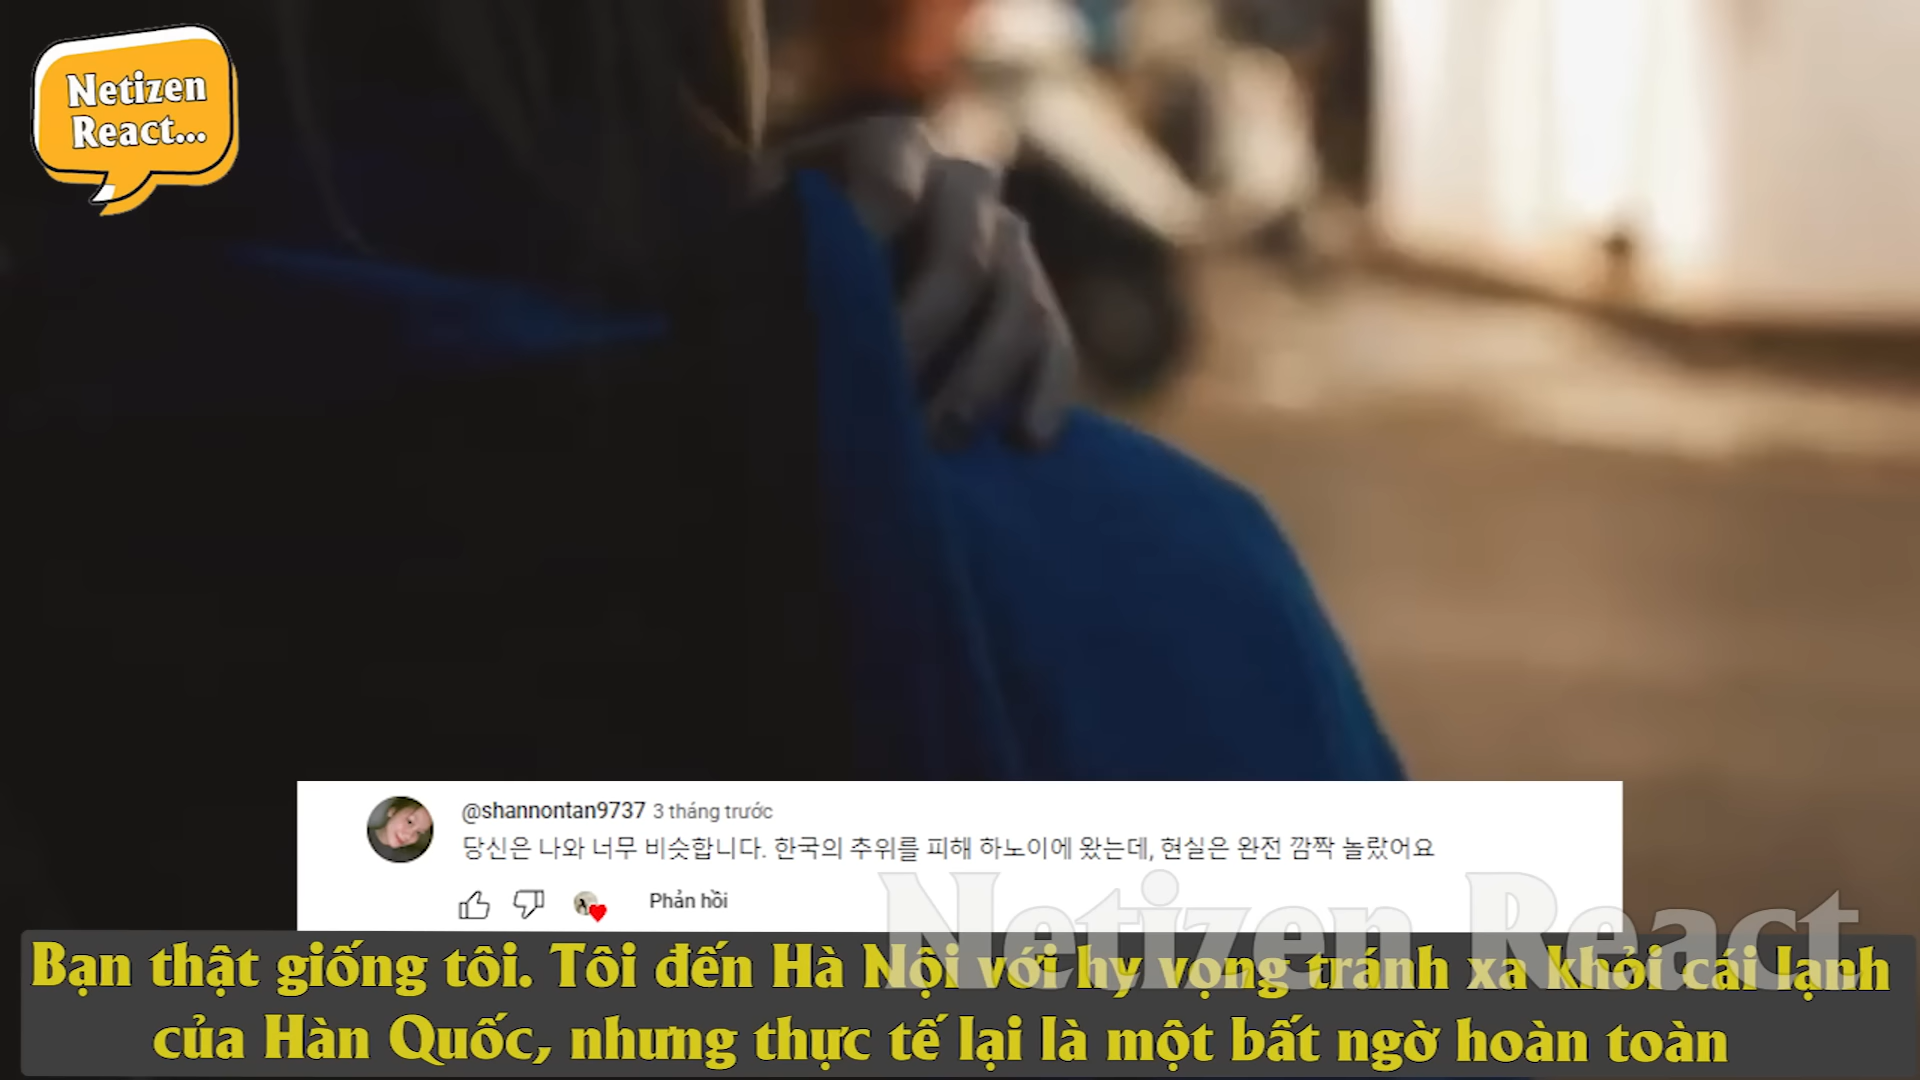 Netizen
React...
@shannontan9737 3 tháng trước
당신은 나와 너무 비슷합니다. 한국의 추위를 피해 하노이에 왔는데, 현실은 완전 깜짝 놀랐어요
Phản hồi
Netizen React
Bạn thật giống tôi. Tôi đến Hà Nội với hy vọng tránh xa khỏi cái lạnh
của Hàn Quốc, nhưng thực tế lại là một bất ngờ hoàn toàn